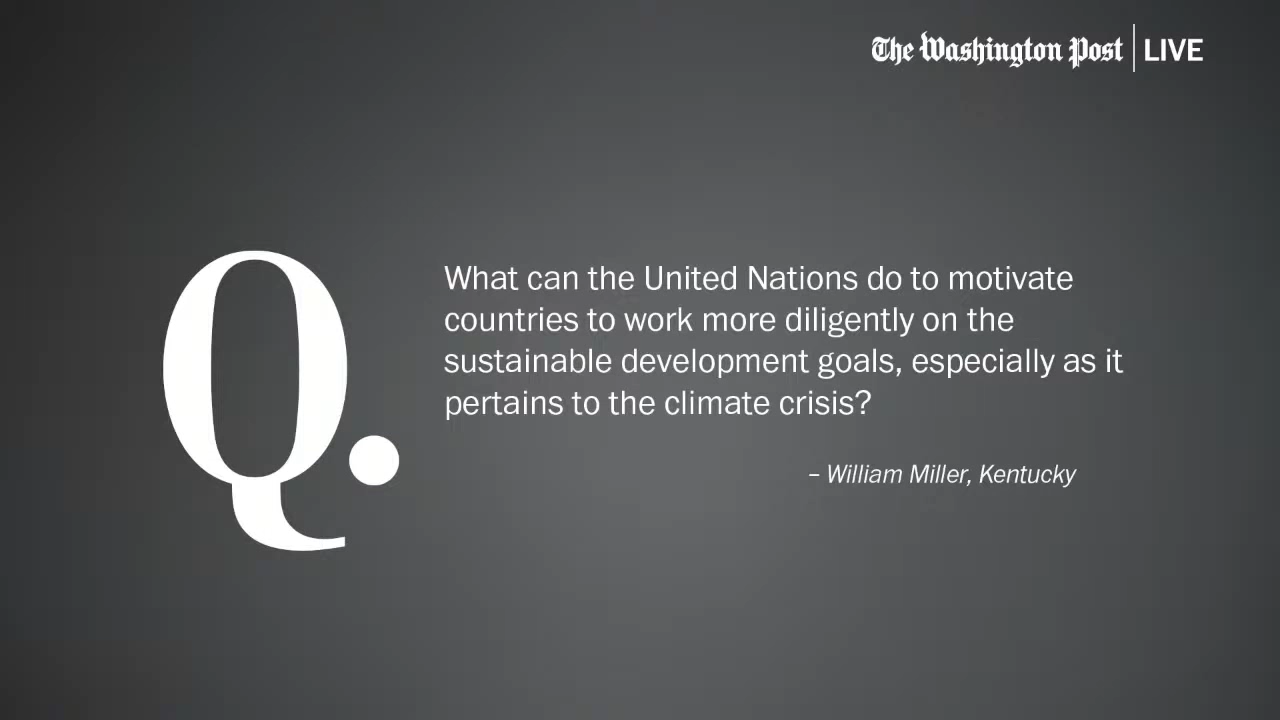 The Washington Post | LIVE
Q.
What can the United Nations do to motivate
countries to work more diligently on the
sustainable development goals, especially as it
pertains to the climate crisis?
– William Miller, Kentucky